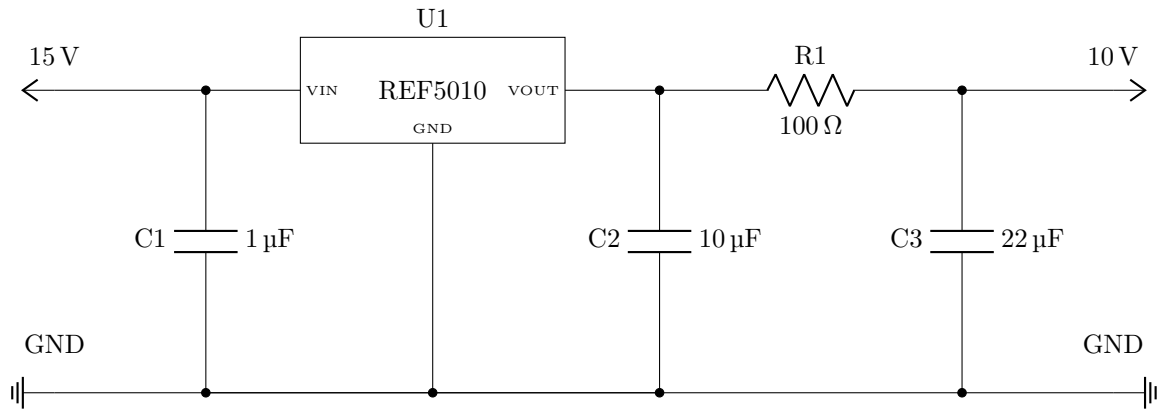 U1
15 V
R1
10 V
VIN
REF5010
VOUT
GND
100 Ω
C1
1 µF
C2
10 µF
C3
22 µF
GND
GND